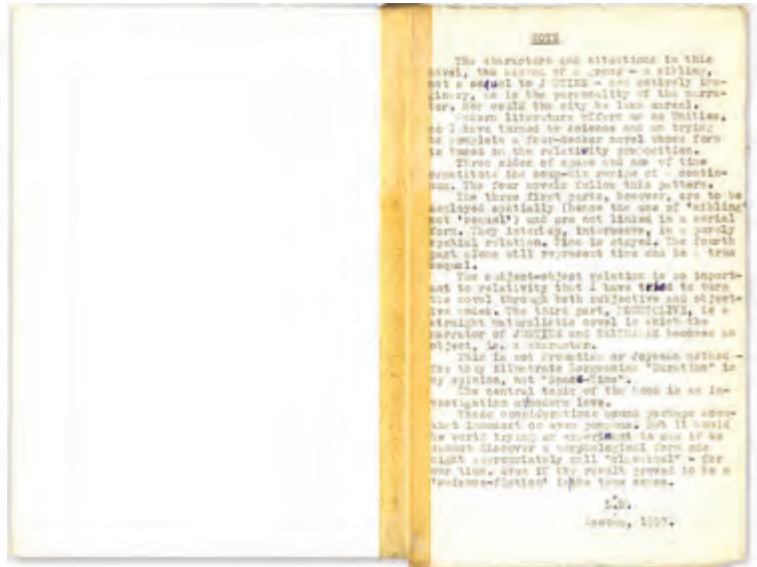 NOTE
The characters and situations in this
novel, the second of a group - a sibling,
not a sequel to JUSTINE - are entirely ima-
ginary, as is the personality of the narra-
tor. Nor could the city be less unreal.
Modern literature offers us no Unities,
so I have turned to science and am trying
to complete a four-decker novel whose form
is based on the relativity proposition.
Three sides of space and one of time
constitute the soup-mix recipe of a contin-
uum. The four novels follow this pattern.
The three first parts, however, are to be
deployed spatially (hence the use of "sibling"
not "sequel") and are not linked in a serial
form. They interlap, interweave, in a purely
spatial relation. Time is stayed. The fourth
part alone will represent time and be a true
sequel.
The subject-object relation is so import-
ant to relativity that I have tried to turn
the novel through both subjective and object-
ive modes. The third part, is a
straight naturalistic novel in which the
narrator of JUSTINE and BALTHAZAR becomes an
object, i.e. a character.
This is not Proustian or Joycean method -
for they illustrate Bergsonian "Duration" in
my opinion, not "Space-Time".
The central topic of the book is an in-
vestigation of modern love.
These considerations sound perhaps some-
what immodest or even pompous. But it would
be worth trying an experiment to see if we
cannot discover a morphological form one
might appropriately call "classical" - for
our time. Even if the result proved to be a
"science-fiction" in the true sense.
L.D.
Ascona, 1957.